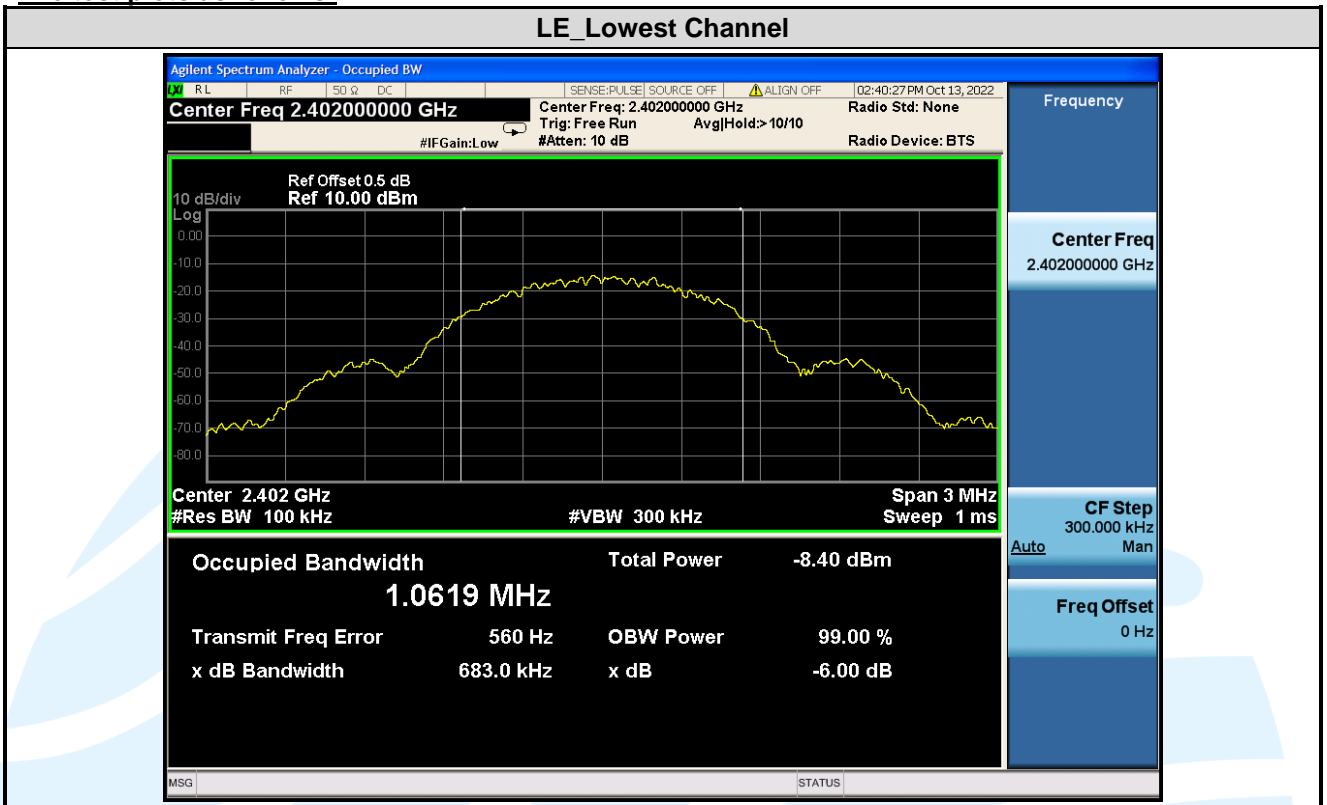 LE_Lowest Channel
Agilent Spectrum Analyzer - Occupied BW
LXI RL RF 50 Ω DC SENSE:PULSE SOURCE OFF ALIGN OFF 02:40:27 PM Oct 13, 2022
Center Freq 2.402000000 GHz
Center Freq: 2.402000000 GHz
Radio Std: None
Trig: Free Run Avg|Hold:>10/10
#IFGain:Low
#Atten: 10 dB
Radio Device: BTS
Ref Offset 0.5 dB
10 dB/div Ref 10.00 dBm
Log
0.00
-10.0
-20.0
-30.0
-40.0
-50.0
-60.0
-70.0
-80.0
Center 2.402 GHz Span 3 MHz
#Res BW 100 kHz #VBW 300 kHz Sweep 1 ms
Occupied Bandwidth Total Power -8.40 dBm
1.0619 MHz
Transmit Freq Error 560 Hz OBW Power 99.00 %
x dB Bandwidth 683.0 kHz x dB -6.00 dB
MSG STATUS
Frequency
Center Freq
2.402000000 GHz
CF Step
300.000 kHz
Auto Man
Freq Offset
0 Hz